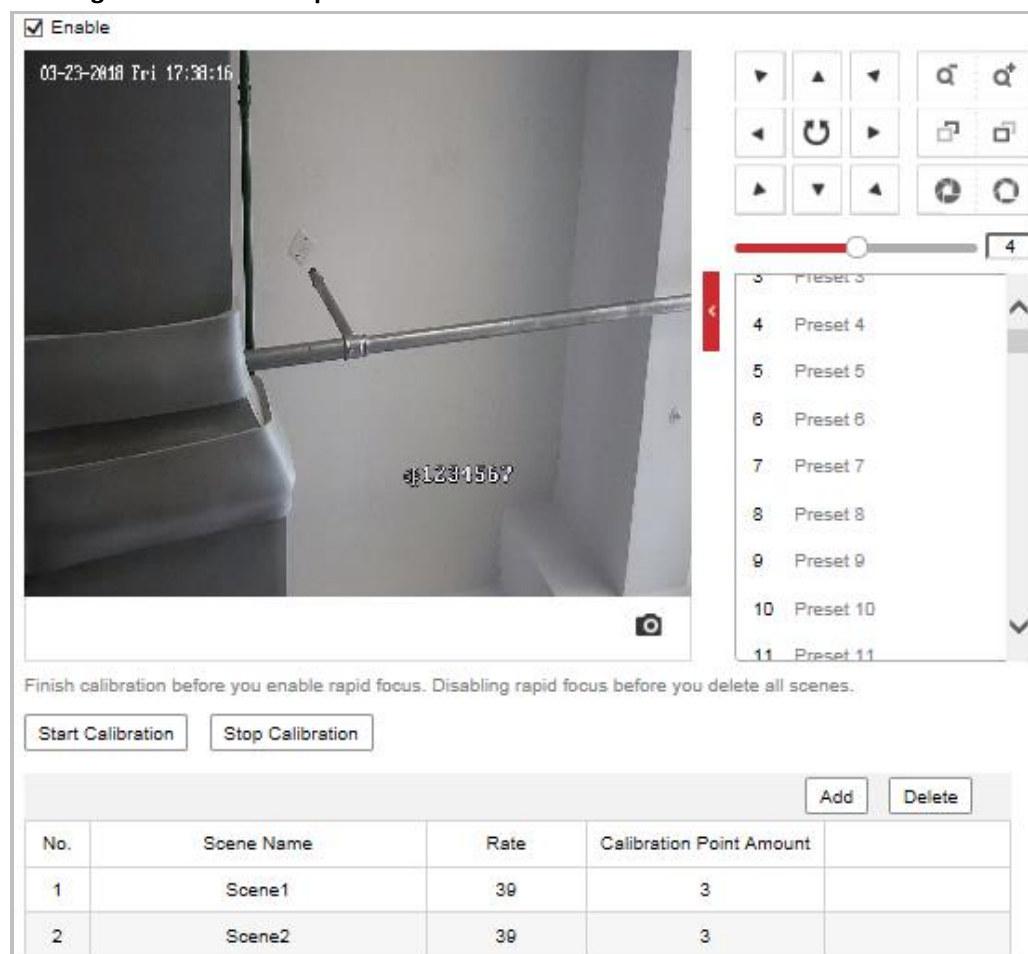 Enable
03-23-2018 Fri 17:38:16
1234567
4
3 Preset 3
4 Preset 4
5 Preset 5
6 Preset 6
7 Preset 7
8 Preset 8
9 Preset 9
10 Preset 10
11 Preset 11
Finish calibration before you enable rapid focus. Disabling rapid focus before you delete all scenes.
Start Calibration Stop Calibration
Add Delete
No. Scene Name Rate Calibration Point Amount
1 Scene1 39 3
2 Scene2 39 3